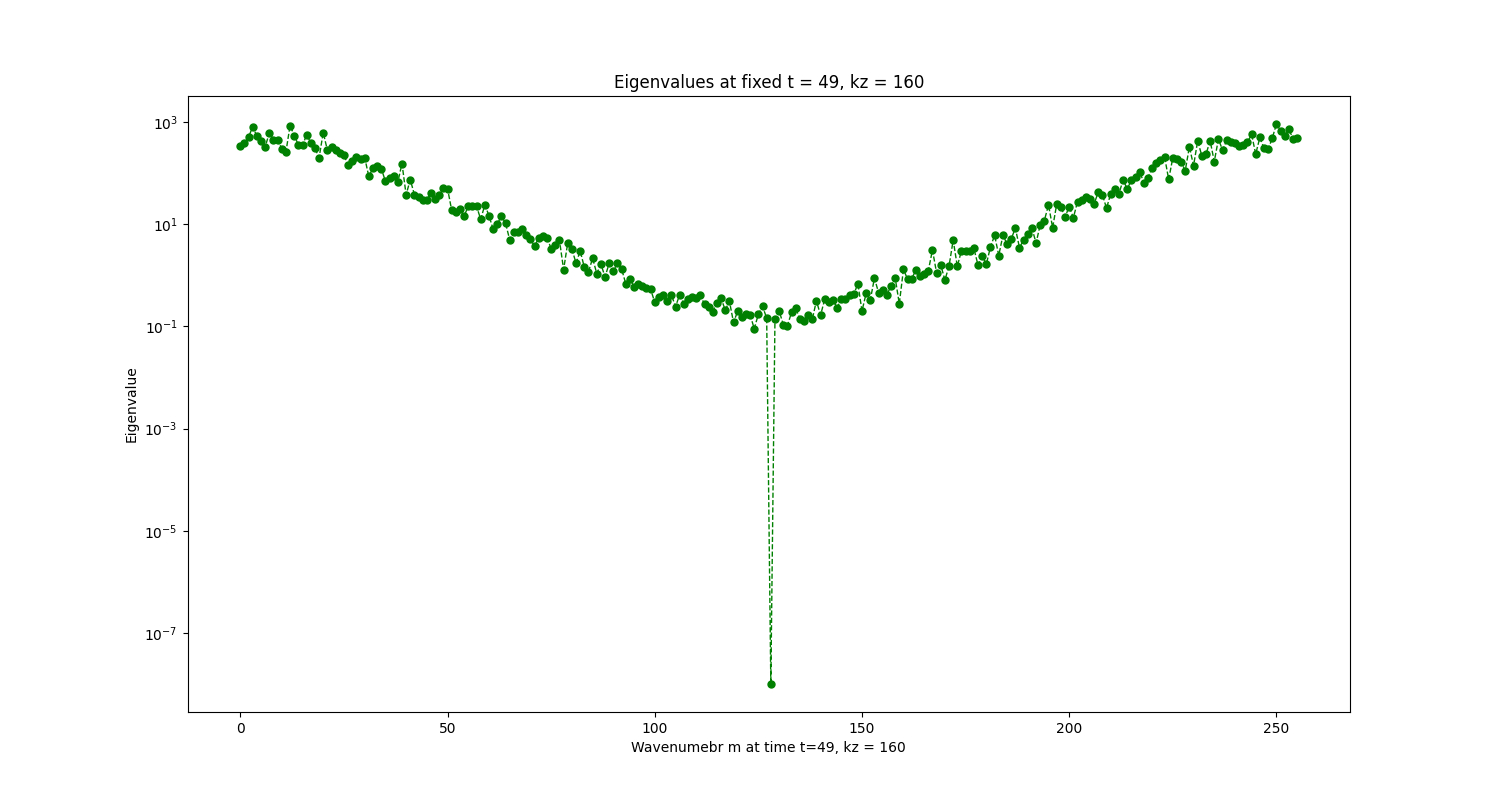 Eigenvalues at fixed t = 49, kz = 160
10³
10¹
10⁻¹
10⁻³
10⁻⁵
10⁻⁷
Eigenvalue
0 50 100 150 200 250
Wavenumebr m at time t=49, kz = 160